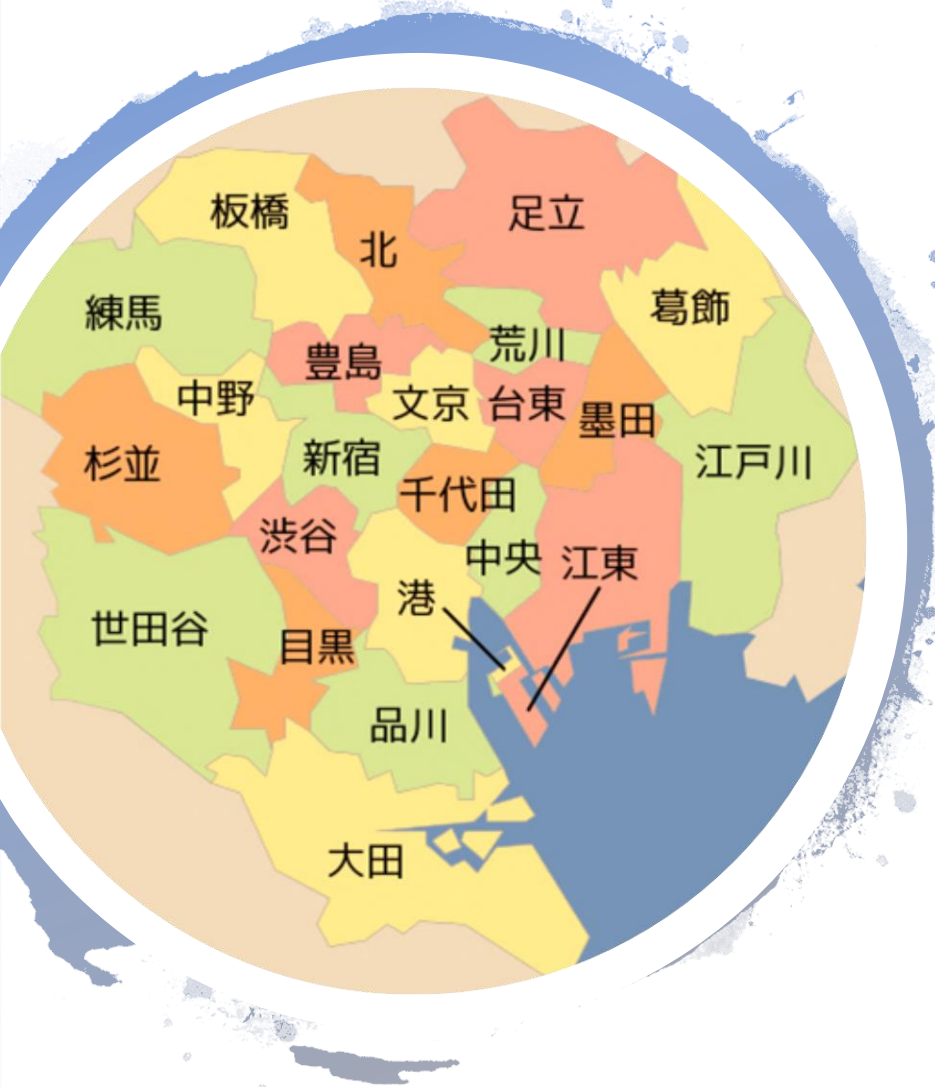 板橋
足立
北
練馬
葛飾
荒川
豊島
中野
文京
台東
墨田
杉並
新宿
江戸川
千代田
渋谷
中央
江東
港
世田谷
目黒
品川
大田